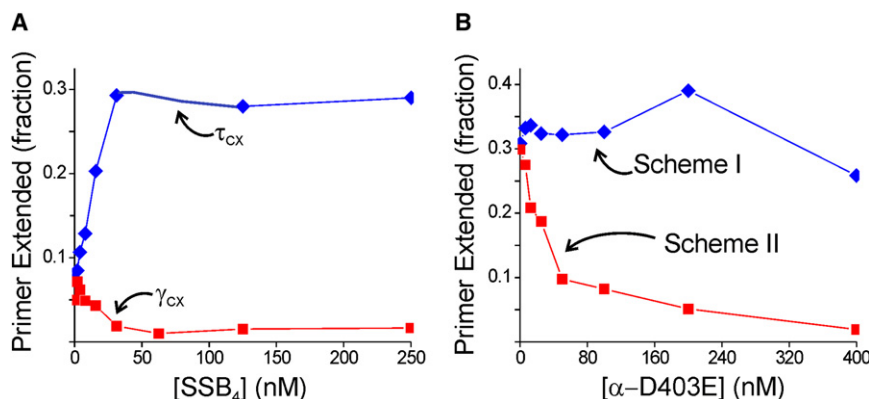 A
Primer Extended (fraction)
0.3
0.2
0.1
τcx
γcx
0
50
100
150
200
250
[SSB4] (nM)
B
Primer Extended (fraction)
0.4
0.3
0.2
0.1
Scheme I
Scheme II
0
80
160
240
320
400
[α–D403E] (nM)